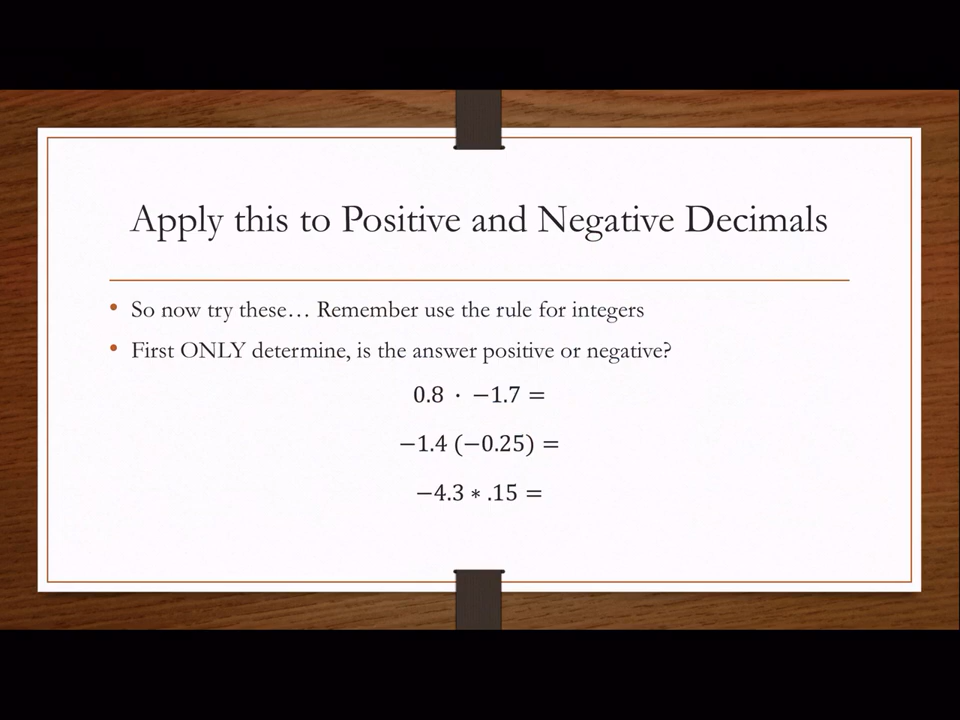 Apply this to Positive and Negative Decimals
• So now try these… Remember use the rule for integers
• First ONLY determine, is the answer positive or negative?
0.8 · −1.7 =
−1.4 (−0.25) =
−4.3 ∗ .15 =